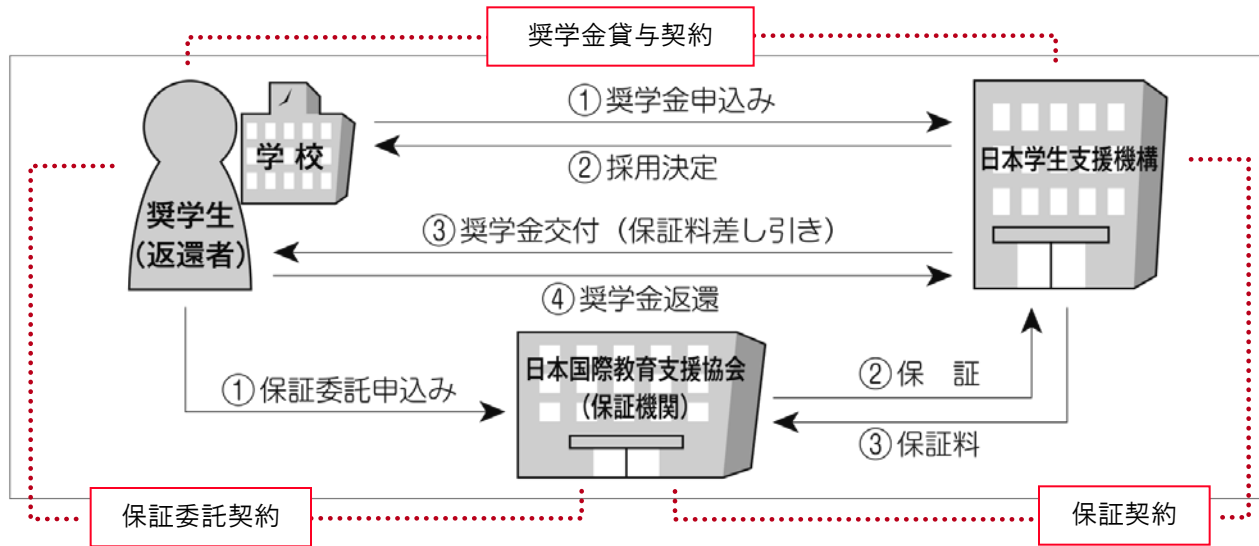 奨学金貸与契約
①奨学金申込み
学校
②採用決定
日本学生支援機構
奨学生
(返還者)
③奨学金交付(保証料差し引き)
④奨学金返還
①保証委託申込み
日本国際教育支援協会
(保証機関)
②保 証
③保証料
保証委託契約
保証契約